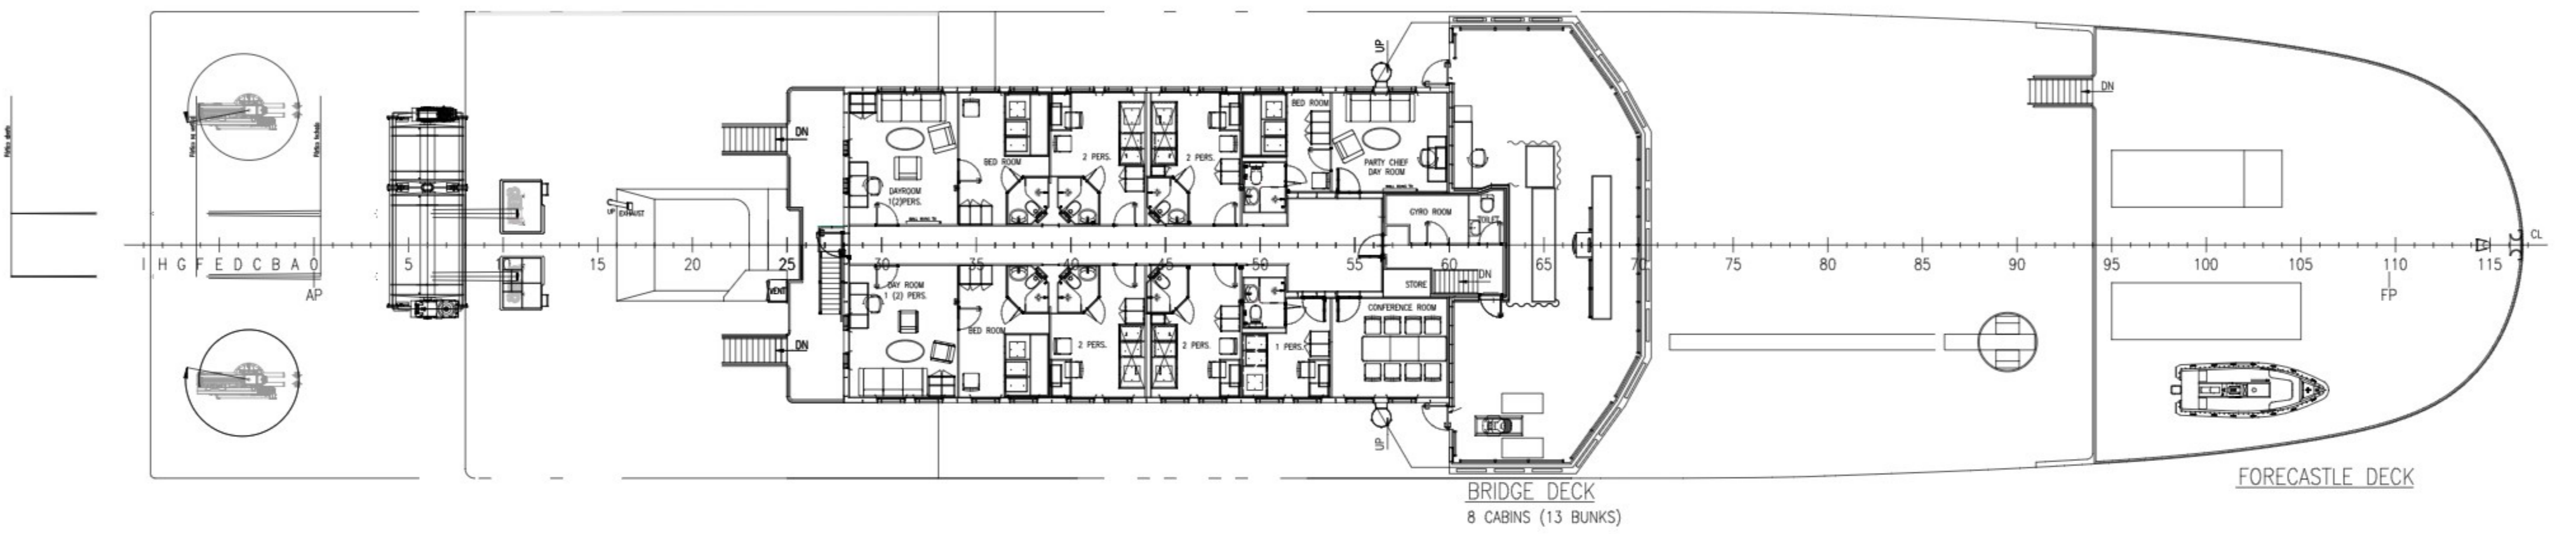 UP
BED ROOM
DN
DN
2 PERS.
2 PERS.
BED ROOM
PARTY CHIEF
DAY ROOM
DAYROOM
1(2)PERS.
UP EXHAUST
GYRO ROOM
TOILET
CL
I H G F E D C B A 0 5 10 15 20 25 30 35 40 45 50 55 60 65 70 75 80 85 90 95 100 105 110 115
AP
FP
VENT
DAY ROOM
1 (2) PERS.
STORE
DN
CONFERENCE ROOM
BED ROOM
DN
2 PERS.
2 PERS.
1 PERS.
UP
BRIDGE DECK
8 CABINS (13 BUNKS)
FORECASTLE DECK